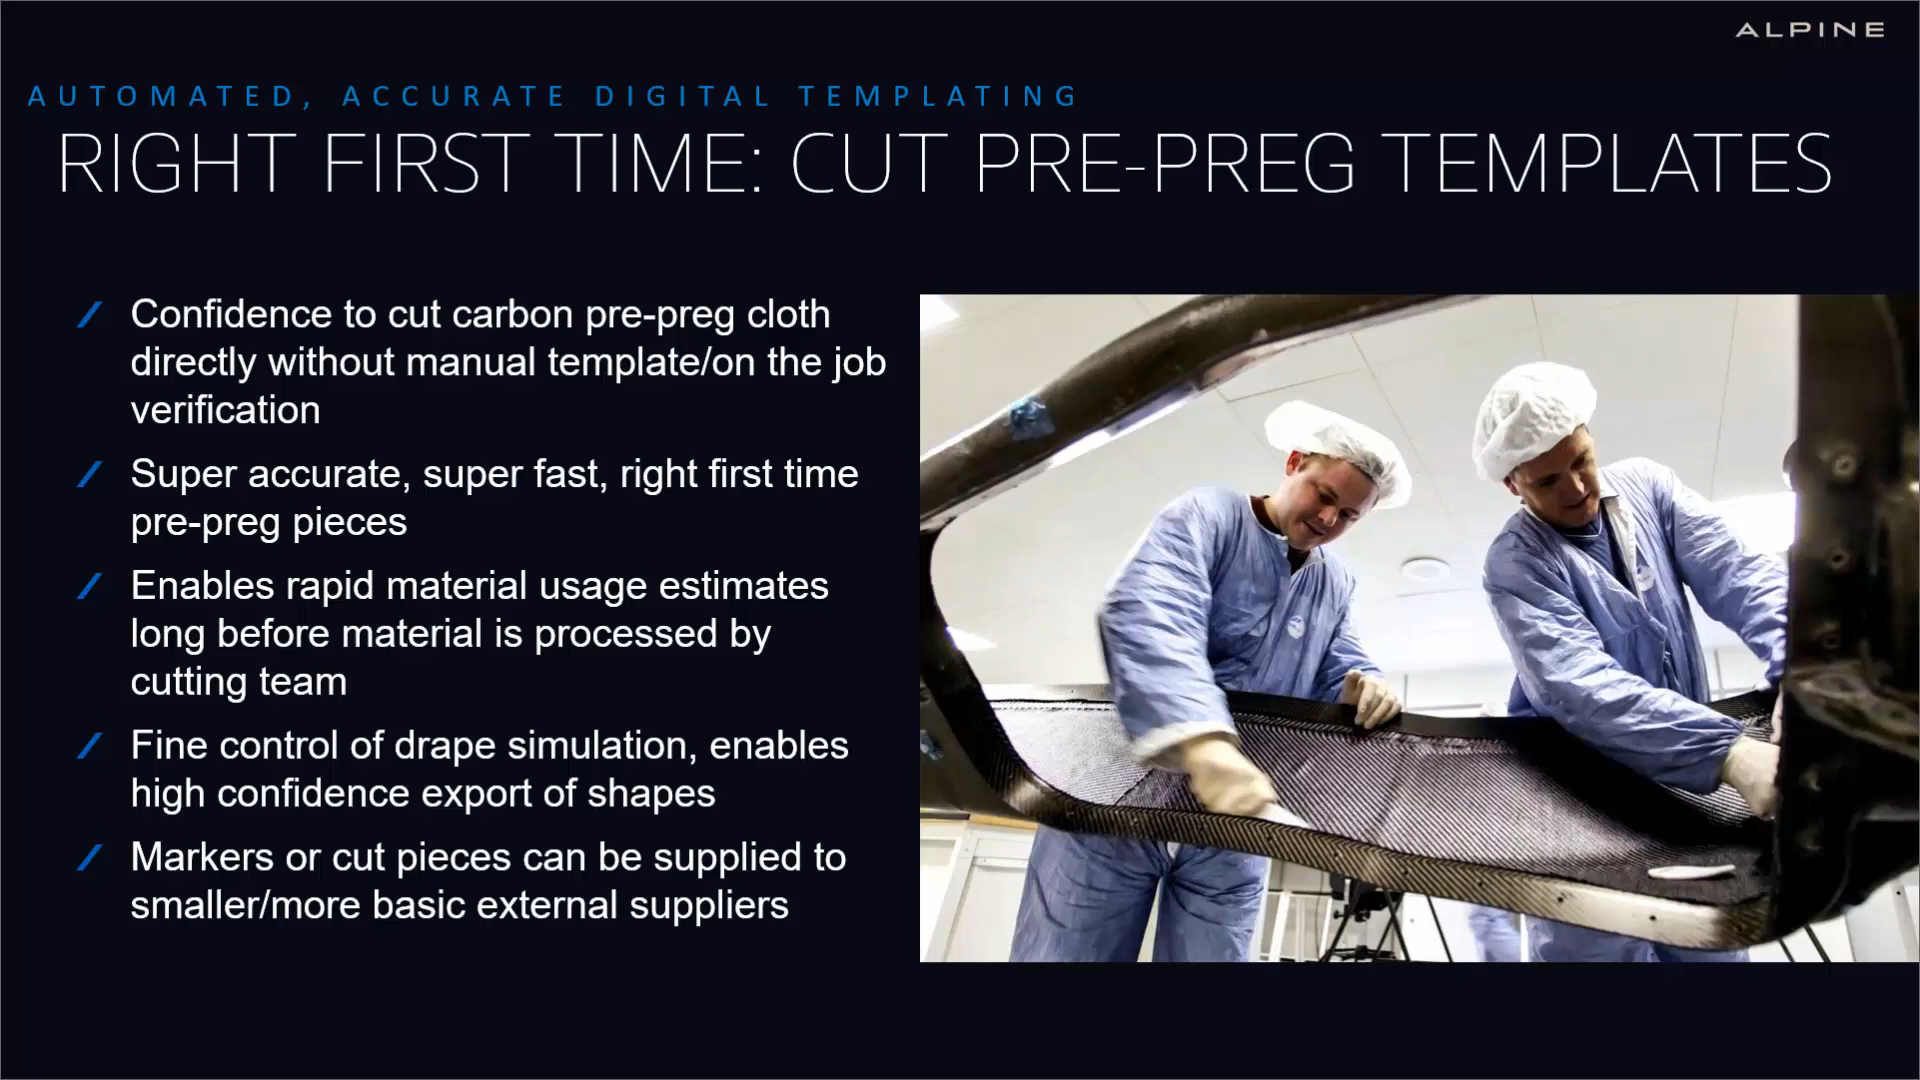 ALPINE
AUTOMATED, ACCURATE DIGITAL TEMPLATING
RIGHT FIRST TIME: CUT PRE-PREG TEMPLATES
Confidence to cut carbon pre-preg cloth
directly without manual template/on the job
verification
Super accurate, super fast, right first time
pre-preg pieces
Enables rapid material usage estimates
long before material is processed by
cutting team
Fine control of drape simulation, enables
high confidence export of shapes
Markers or cut pieces can be supplied to
smaller/more basic external suppliers